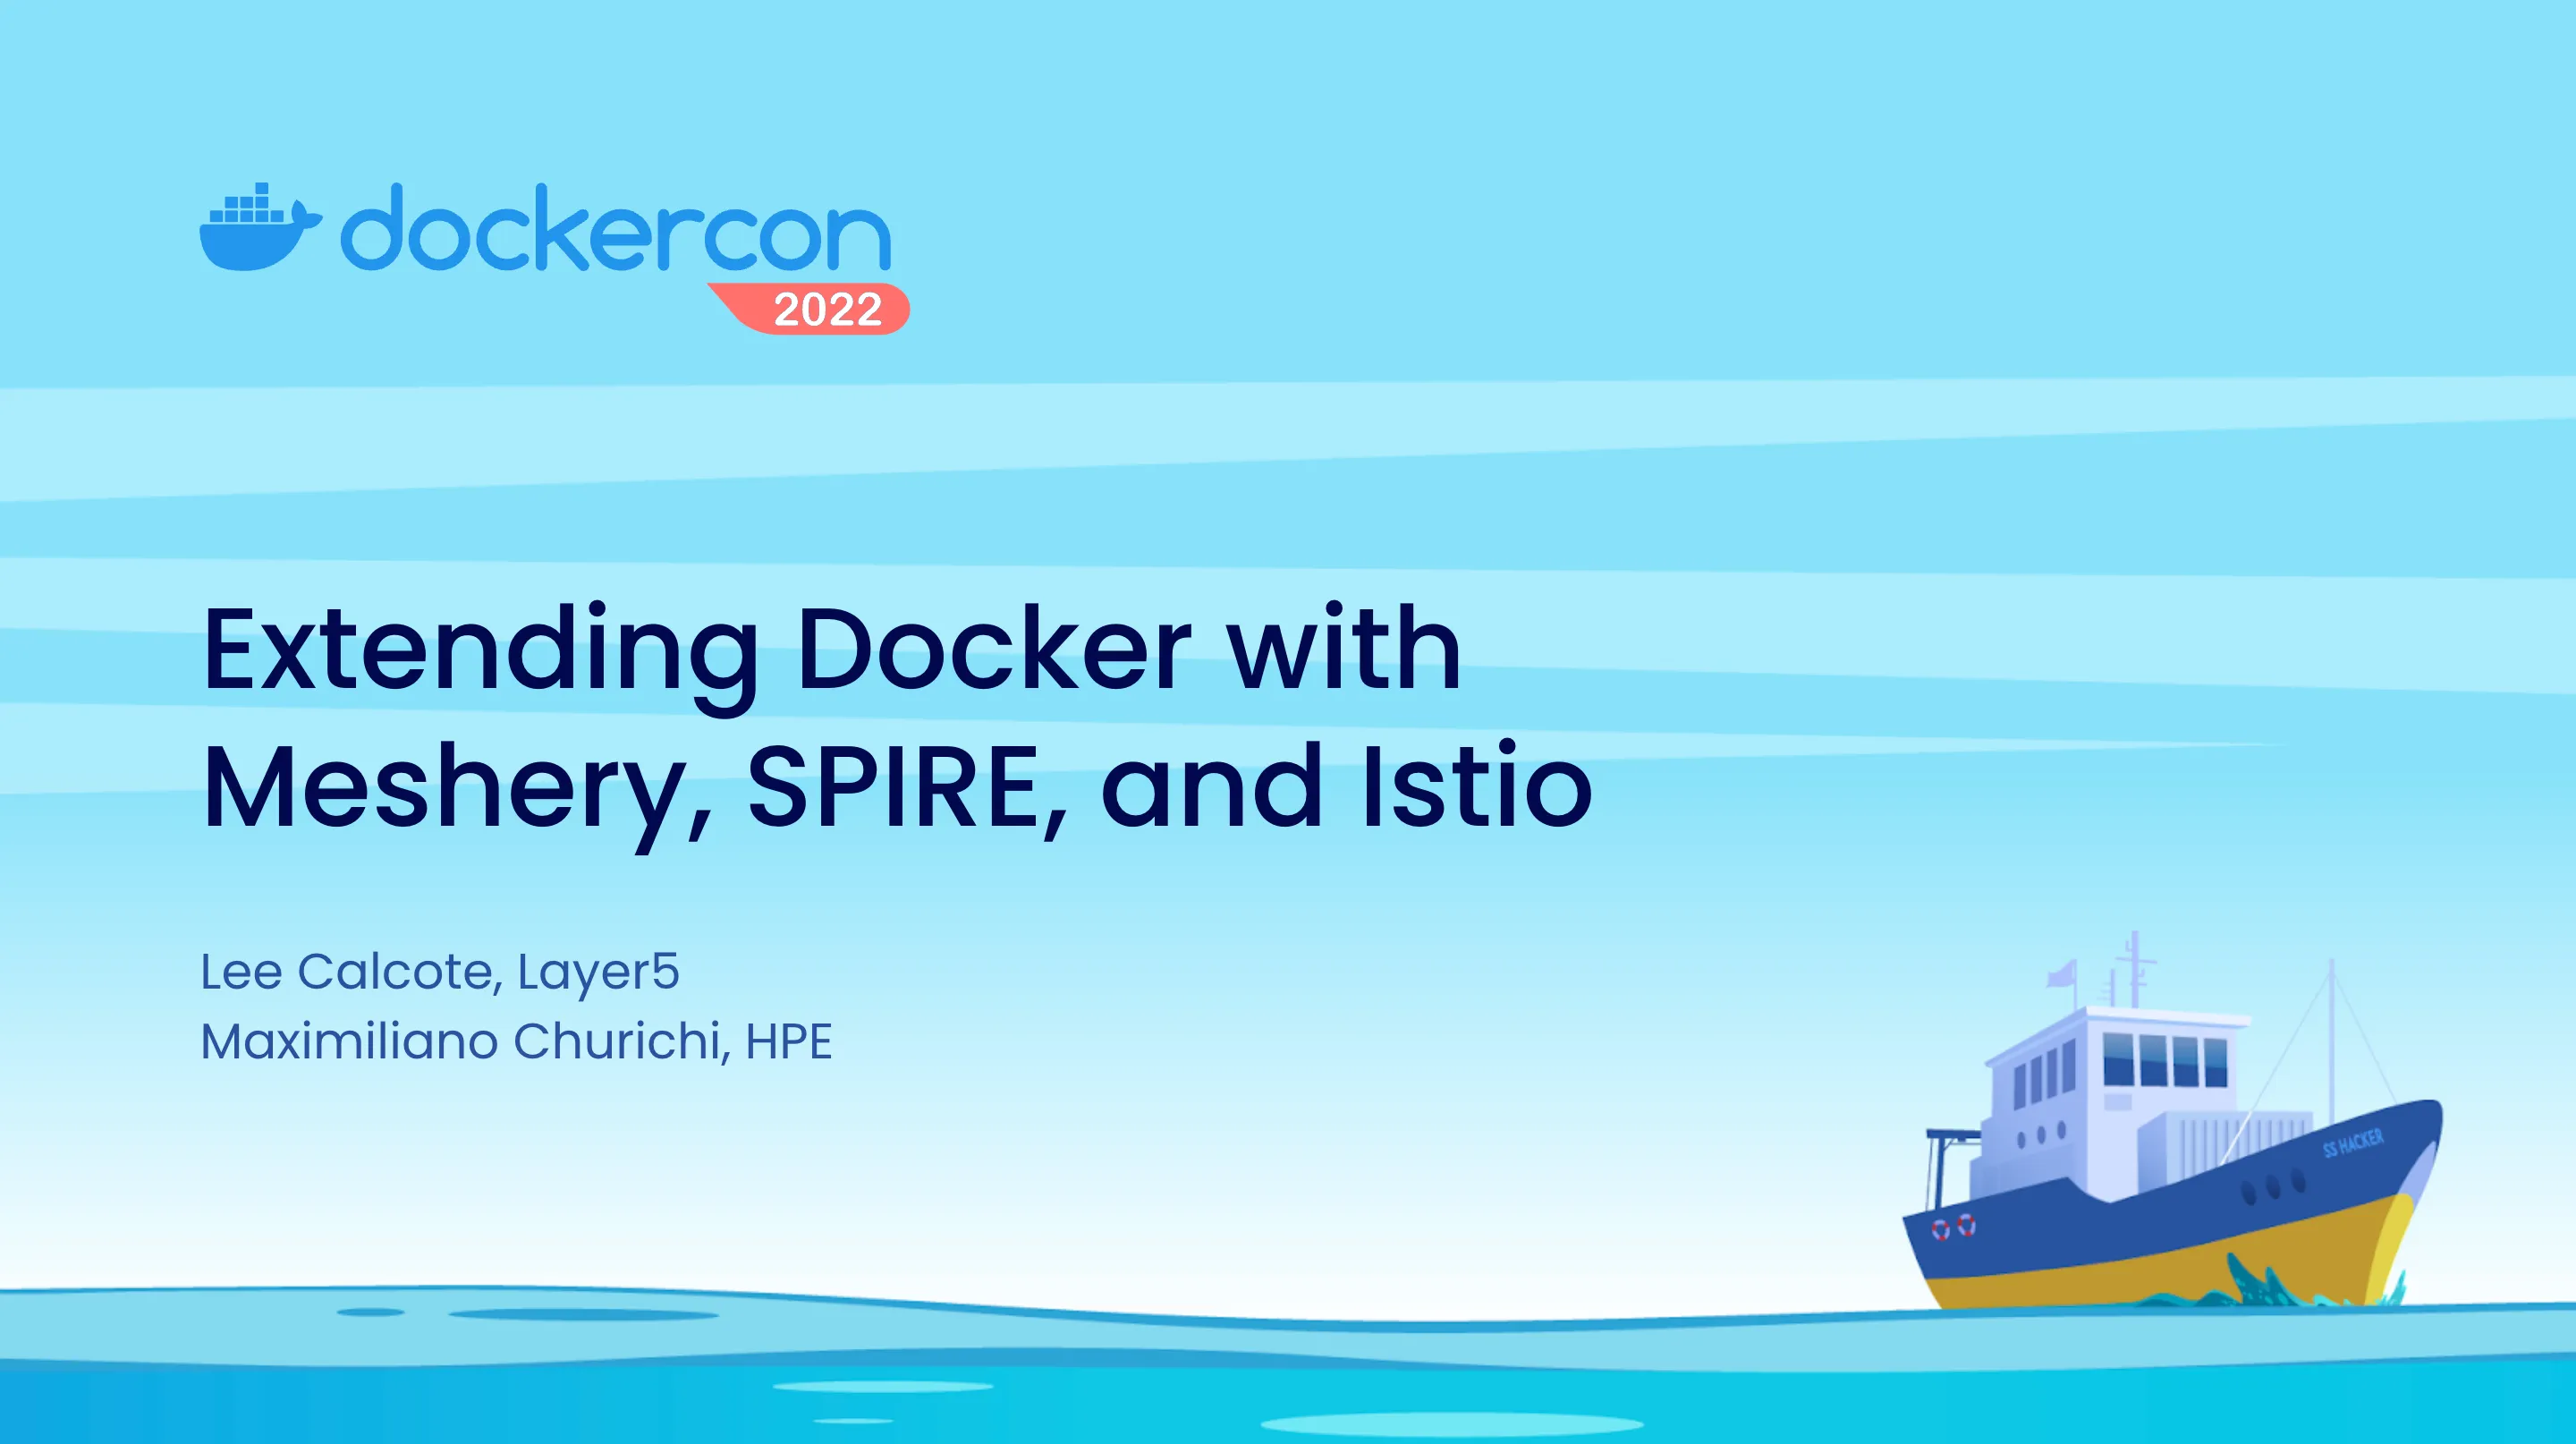 dockercon
2022
Extending Docker with
Meshery, SPIRE, and Istio
Lee Calcote, Layer5
Maximiliano Churichi, HPE
SS HACKER